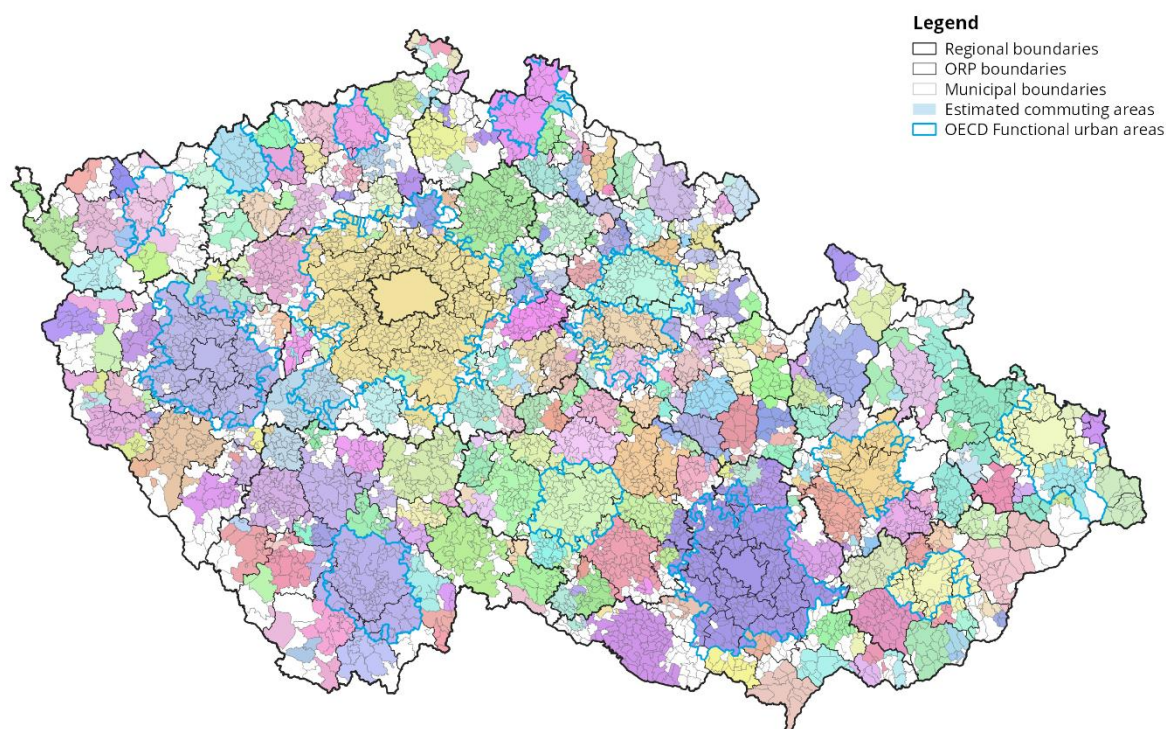 Legend
Regional boundaries
ORP boundaries
Municipal boundaries
Estimated commuting areas
OECD Functional urban areas